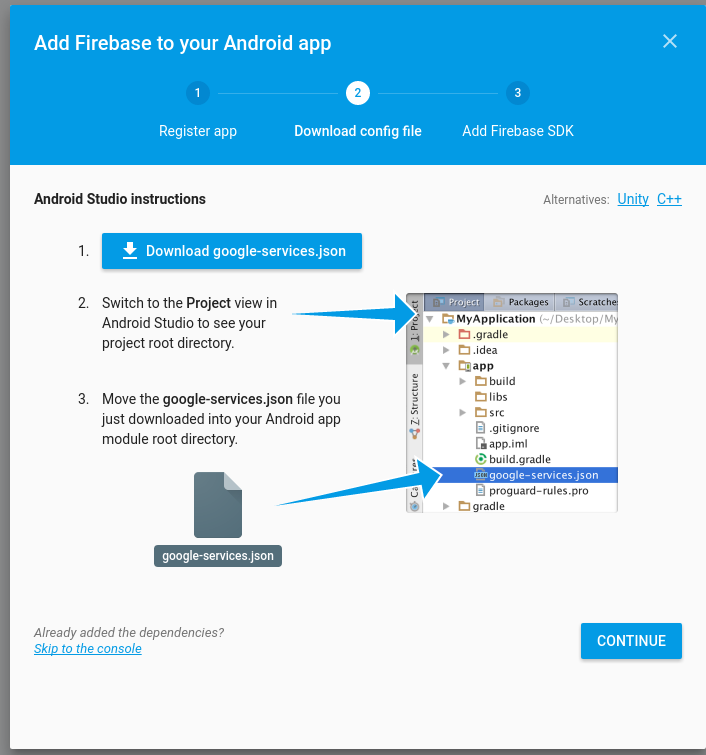 Add Firebase to your Android app
1
2
3
Register app
Download config file
Add Firebase SDK
Android Studio instructions
Alternatives: Unity C++
1. Download google-services.json
2. Switch to the Project view in
Android Studio to see your
project root directory.
3. Move the google-services.json file you
just downloaded into your Android app
module root directory.
google-services.json
1: Project
Z: Structure
Project Packages Scratches
MyApplication (~/Desktop/My
.gradle
.idea
app
build
libs
src
.gitignore
app.iml
build.gradle
google-services.json
proguard-rules.pro
gradle
Already added the dependencies?
Skip to the console
CONTINUE